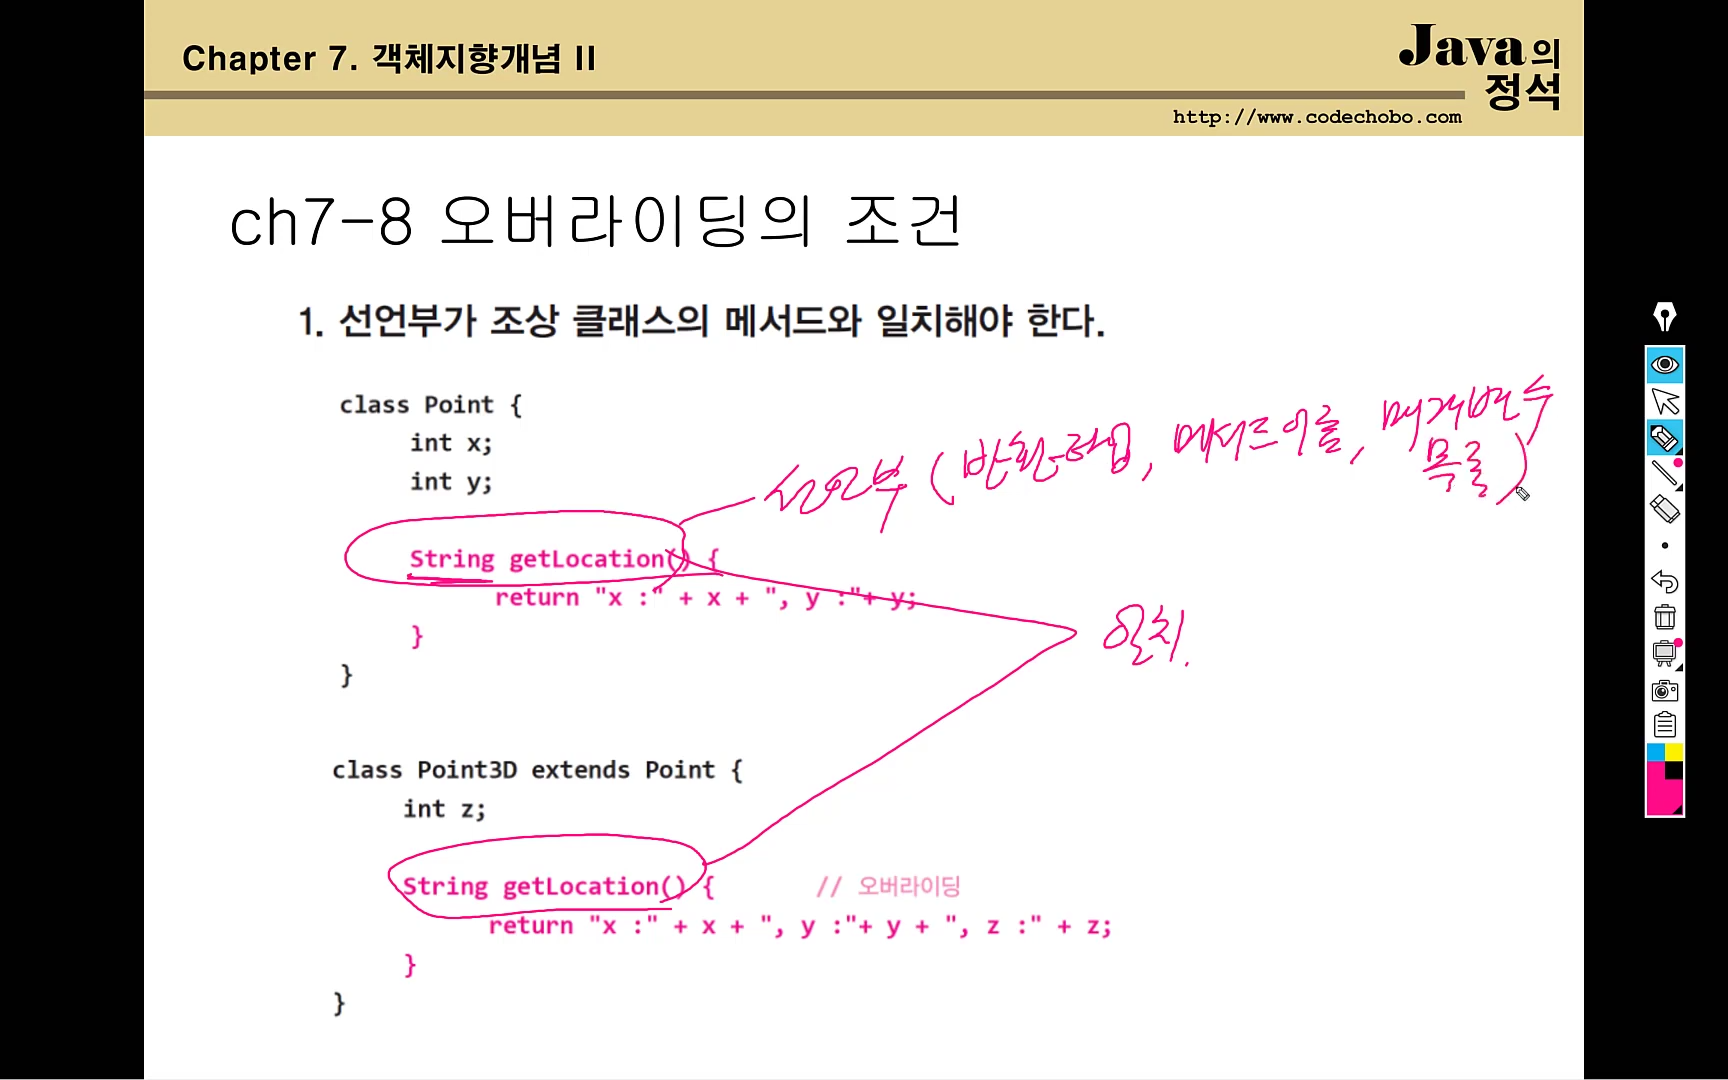 Chapter 7. 객체지향개념 II
Java의
정석
http://www.codechobo.com
ch7-8 오버라이딩의 조건
1. 선언부가 조상 클래스의 메서드와 일치해야 한다.
class Point {
int x;
int y;
선언부 (반환타입, 메서드이름, 매개변수
목록)
String getLocation() {
return "x :" + x + ", y :"+ y;
}
일치.
}
class Point3D extends Point {
int z;
String getLocation() { // 오버라이딩
return "x :" + x + ", y :"+ y + ", z :" + z;
}
}